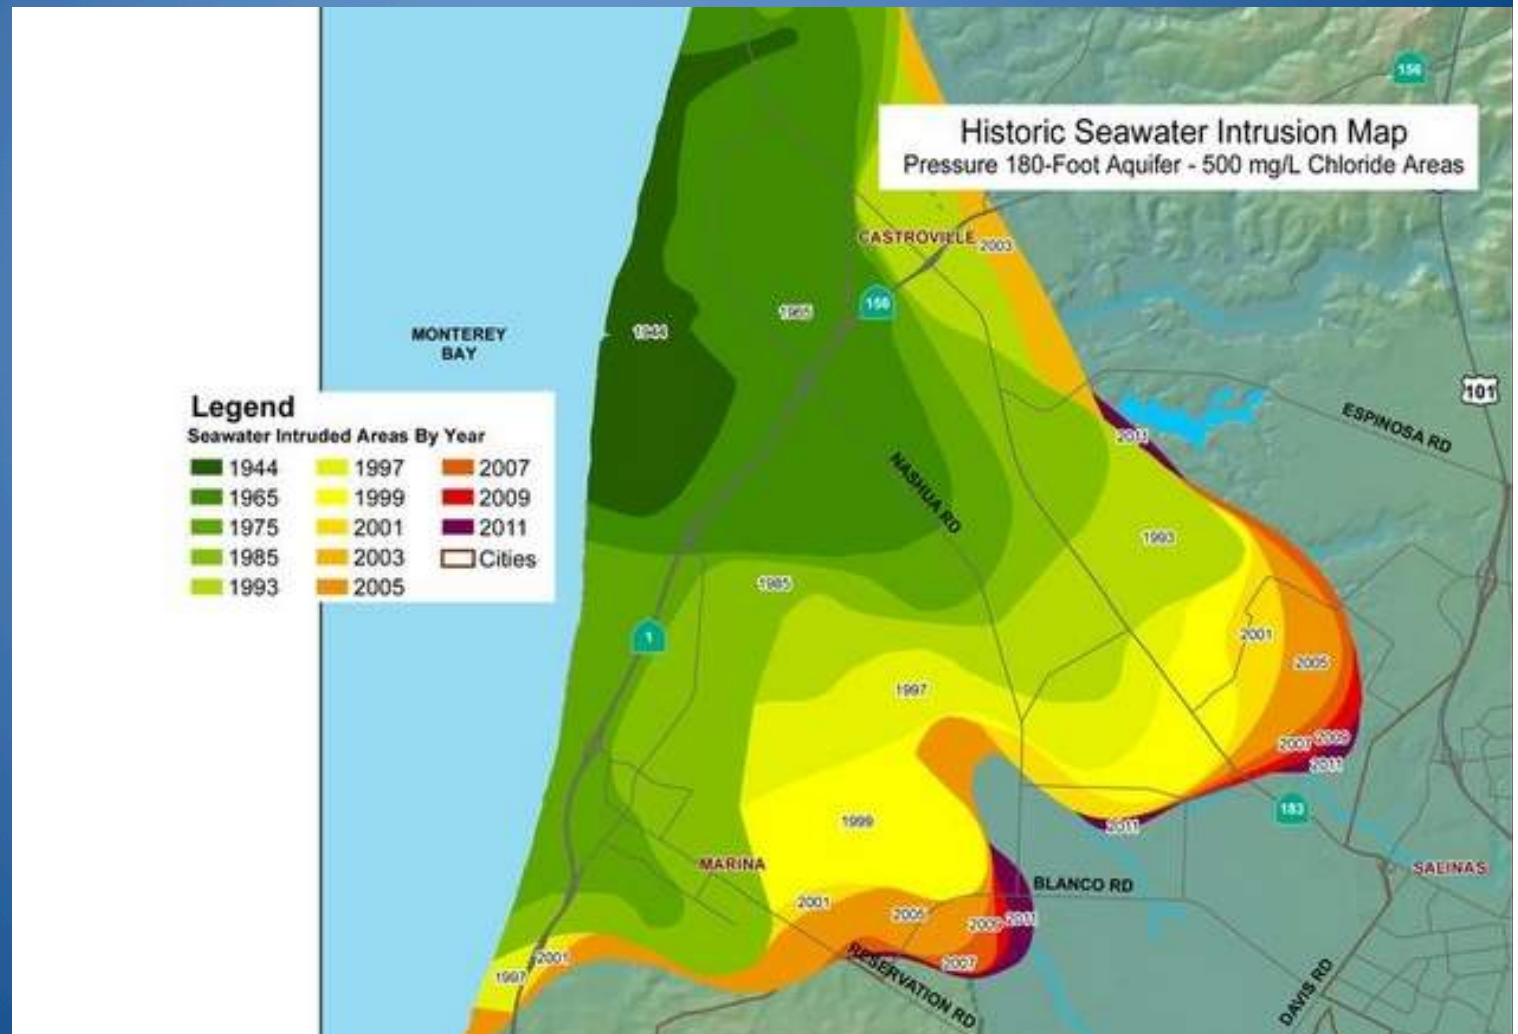 156
Historic Seawater Intrusion Map
Pressure 180-Foot Aquifer - 500 mg/L Chloride Areas
CASTROVILLE
2003
156
1965
1944
MONTEREY
BAY
101
ESPINOSA RD
Legend
Seawater Intruded Areas By Year
1944
1965
1975
1985
1993
1997
1999
2001
2003
2005
2007
2009
2011
Cities
2011
NASHUA RD
1993
1985
1
2001
2005
1997
2007
2009
2011
183
1999
2011
MARINA
SALINAS
BLANCO RD
2001
2005
2009
2011
2001
2007
1997
RESERVATION RD
DAVIS RD